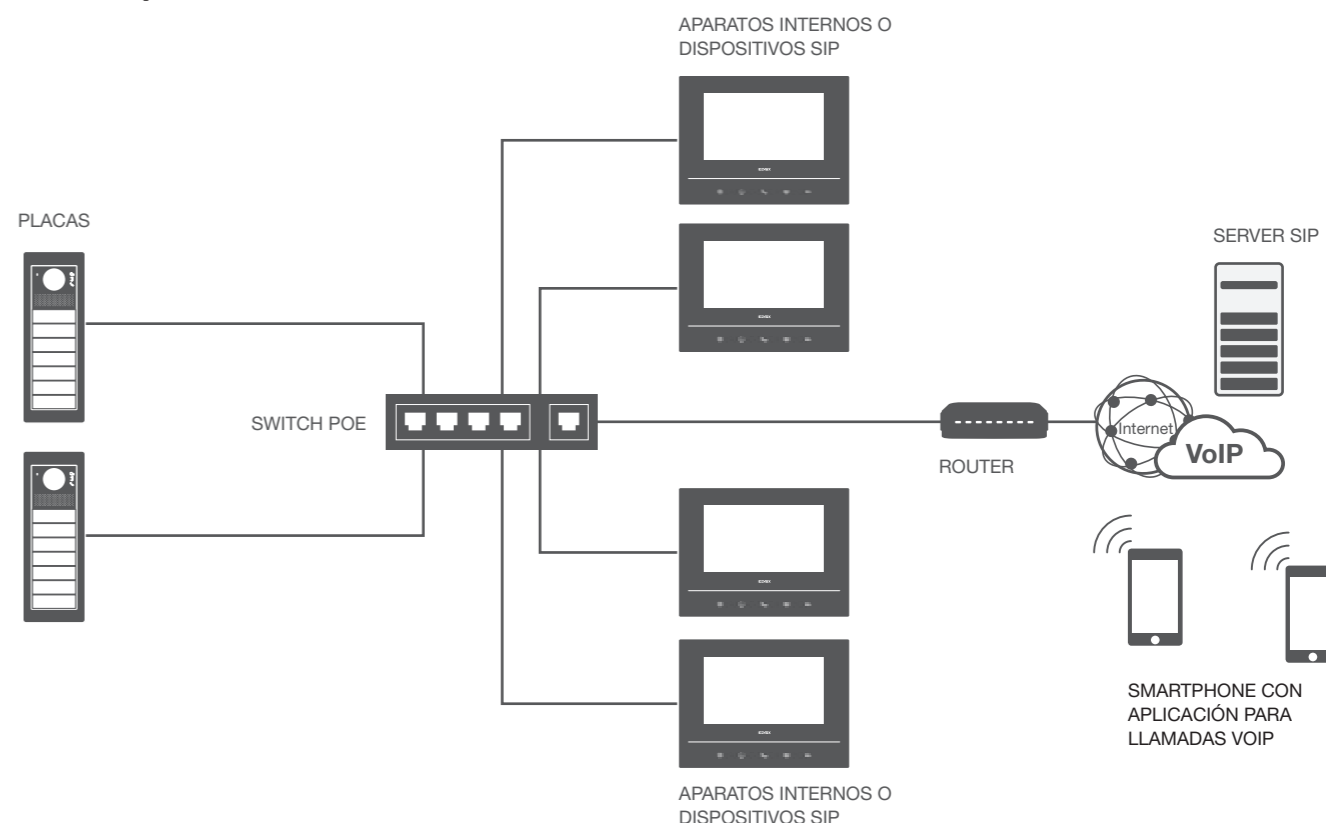 APARATOS INTERNOS O
DISPOSITIVOS SIP
PLACAS
SERVER SIP
SWITCH POE
Internet
VoIP
ROUTER
SMARTPHONE CON
APLICACIÓN PARA
LLAMADAS VOIP
APARATOS INTERNOS O
DISPOSITIVOS SIP